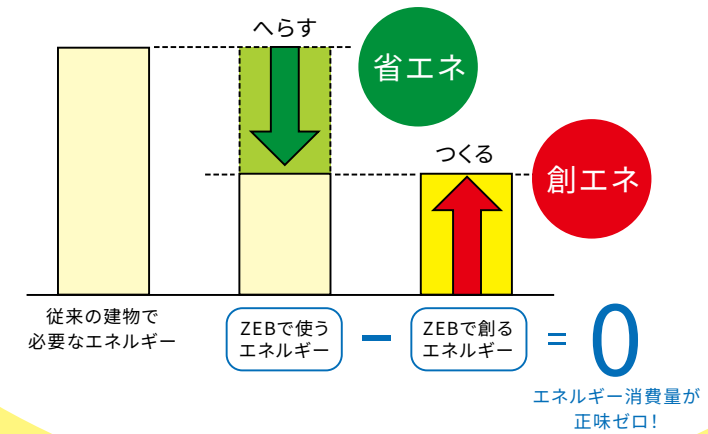 へらす
省エネ
つくる
創エネ
従来の建物で
必要なエネルギー
ZEBで使う
エネルギー
ー
ZEBで創る
エネルギー
=
0
エネルギー消費量が
正味ゼロ!